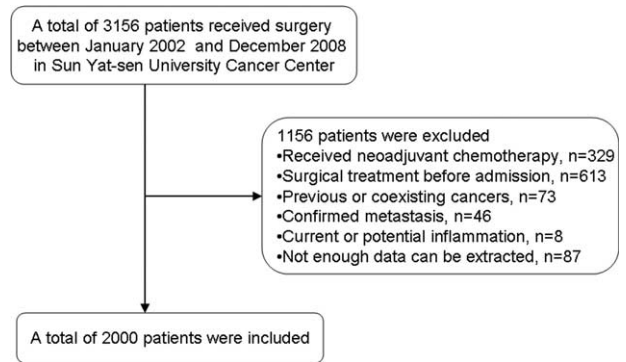 A total of 3156 patients received surgery
between January 2002 and December 2008
in Sun Yat-sen University Cancer Center
1156 patients were excluded
•Received neoadjuvant chemotherapy, n=329
•Surgical treatment before admission, n=613
•Previous or coexisting cancers, n=73
•Confirmed metastasis, n=46
•Current or potential inflammation, n=8
•Not enough data can be extracted, n=87
A total of 2000 patients were included